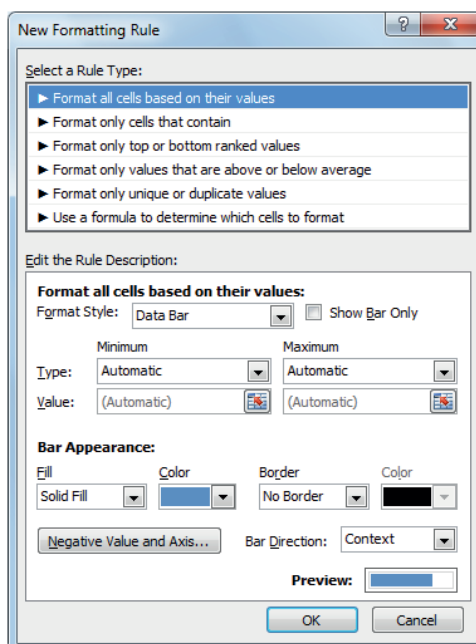 New Formatting Rule
Select a Rule Type:
► Format all cells based on their values
► Format only cells that contain
► Format only top or bottom ranked values
► Format only values that are above or below average
► Format only unique or duplicate values
► Use a formula to determine which cells to format
Edit the Rule Description:
Format all cells based on their values:
Format Style: Data Bar Show Bar Only
Minimum Maximum
Type: Automatic Automatic
Value: (Automatic) (Automatic)
Bar Appearance:
Fill Color Border Color
Solid Fill No Border
Negative Value and Axis... Bar Direction: Context
Preview:
OK Cancel